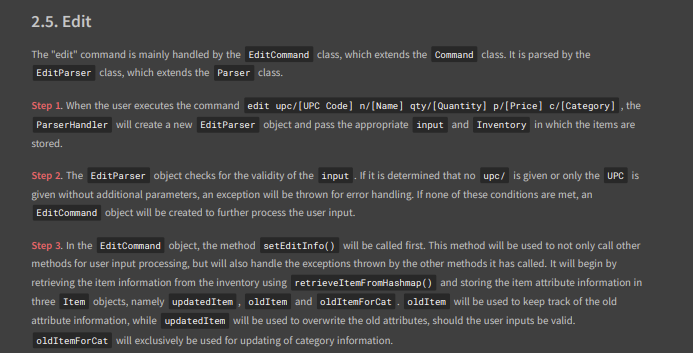 2.5. Edit
The "edit" command is mainly handled by the EditCommand class, which extends the Command class. It is parsed by the
EditParser class, which extends the Parser class.
Step 1. When the user executes the command edit upc/[UPC Code] n/[Name] qty/[Quantity] p/[Price] c/[Category] , the
ParserHandler will create a new EditParser object and pass the appropriate input and Inventory in which the items are
stored.
Step 2. The EditParser object checks for the validity of the input . If it is determined that no upc/ is given or only the UPC is
given without additional parameters, an exception will be thrown for error handling. If none of these conditions are met, an
EditCommand object will be created to further process the user input.
Step 3. In the EditCommand object, the method setEditInfo() will be called first. This method will be used to not only call other
methods for user input processing, but will also handle the exceptions thrown by the other methods it has called. It will begin by
retrieving the item information from the inventory using retrieveItemFromHashmap() and storing the item attribute information in
three Item objects, namely updatedItem , oldItem and oldItemForCat . oldItem will be used to keep track of the old
attribute information, while updatedItem will be used to overwrite the old attributes, should the user inputs be valid.
oldItemForCat will exclusively be used for updating of category information.